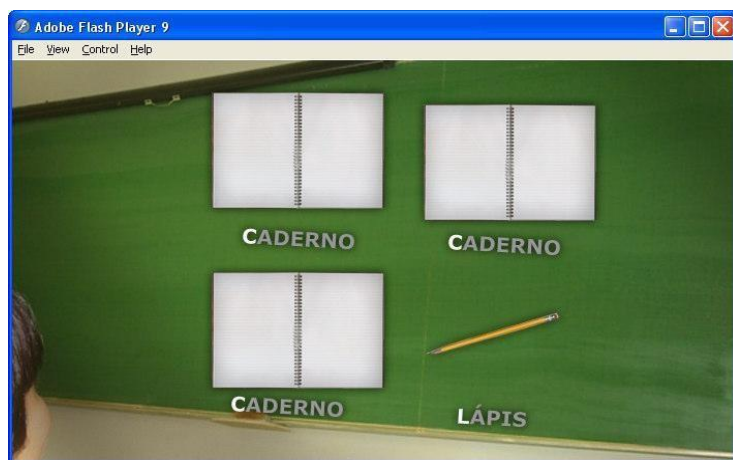 Adobe Flash Player 9
File View Control Help
CADERNO
CADERNO
CADERNO
LÁPIS